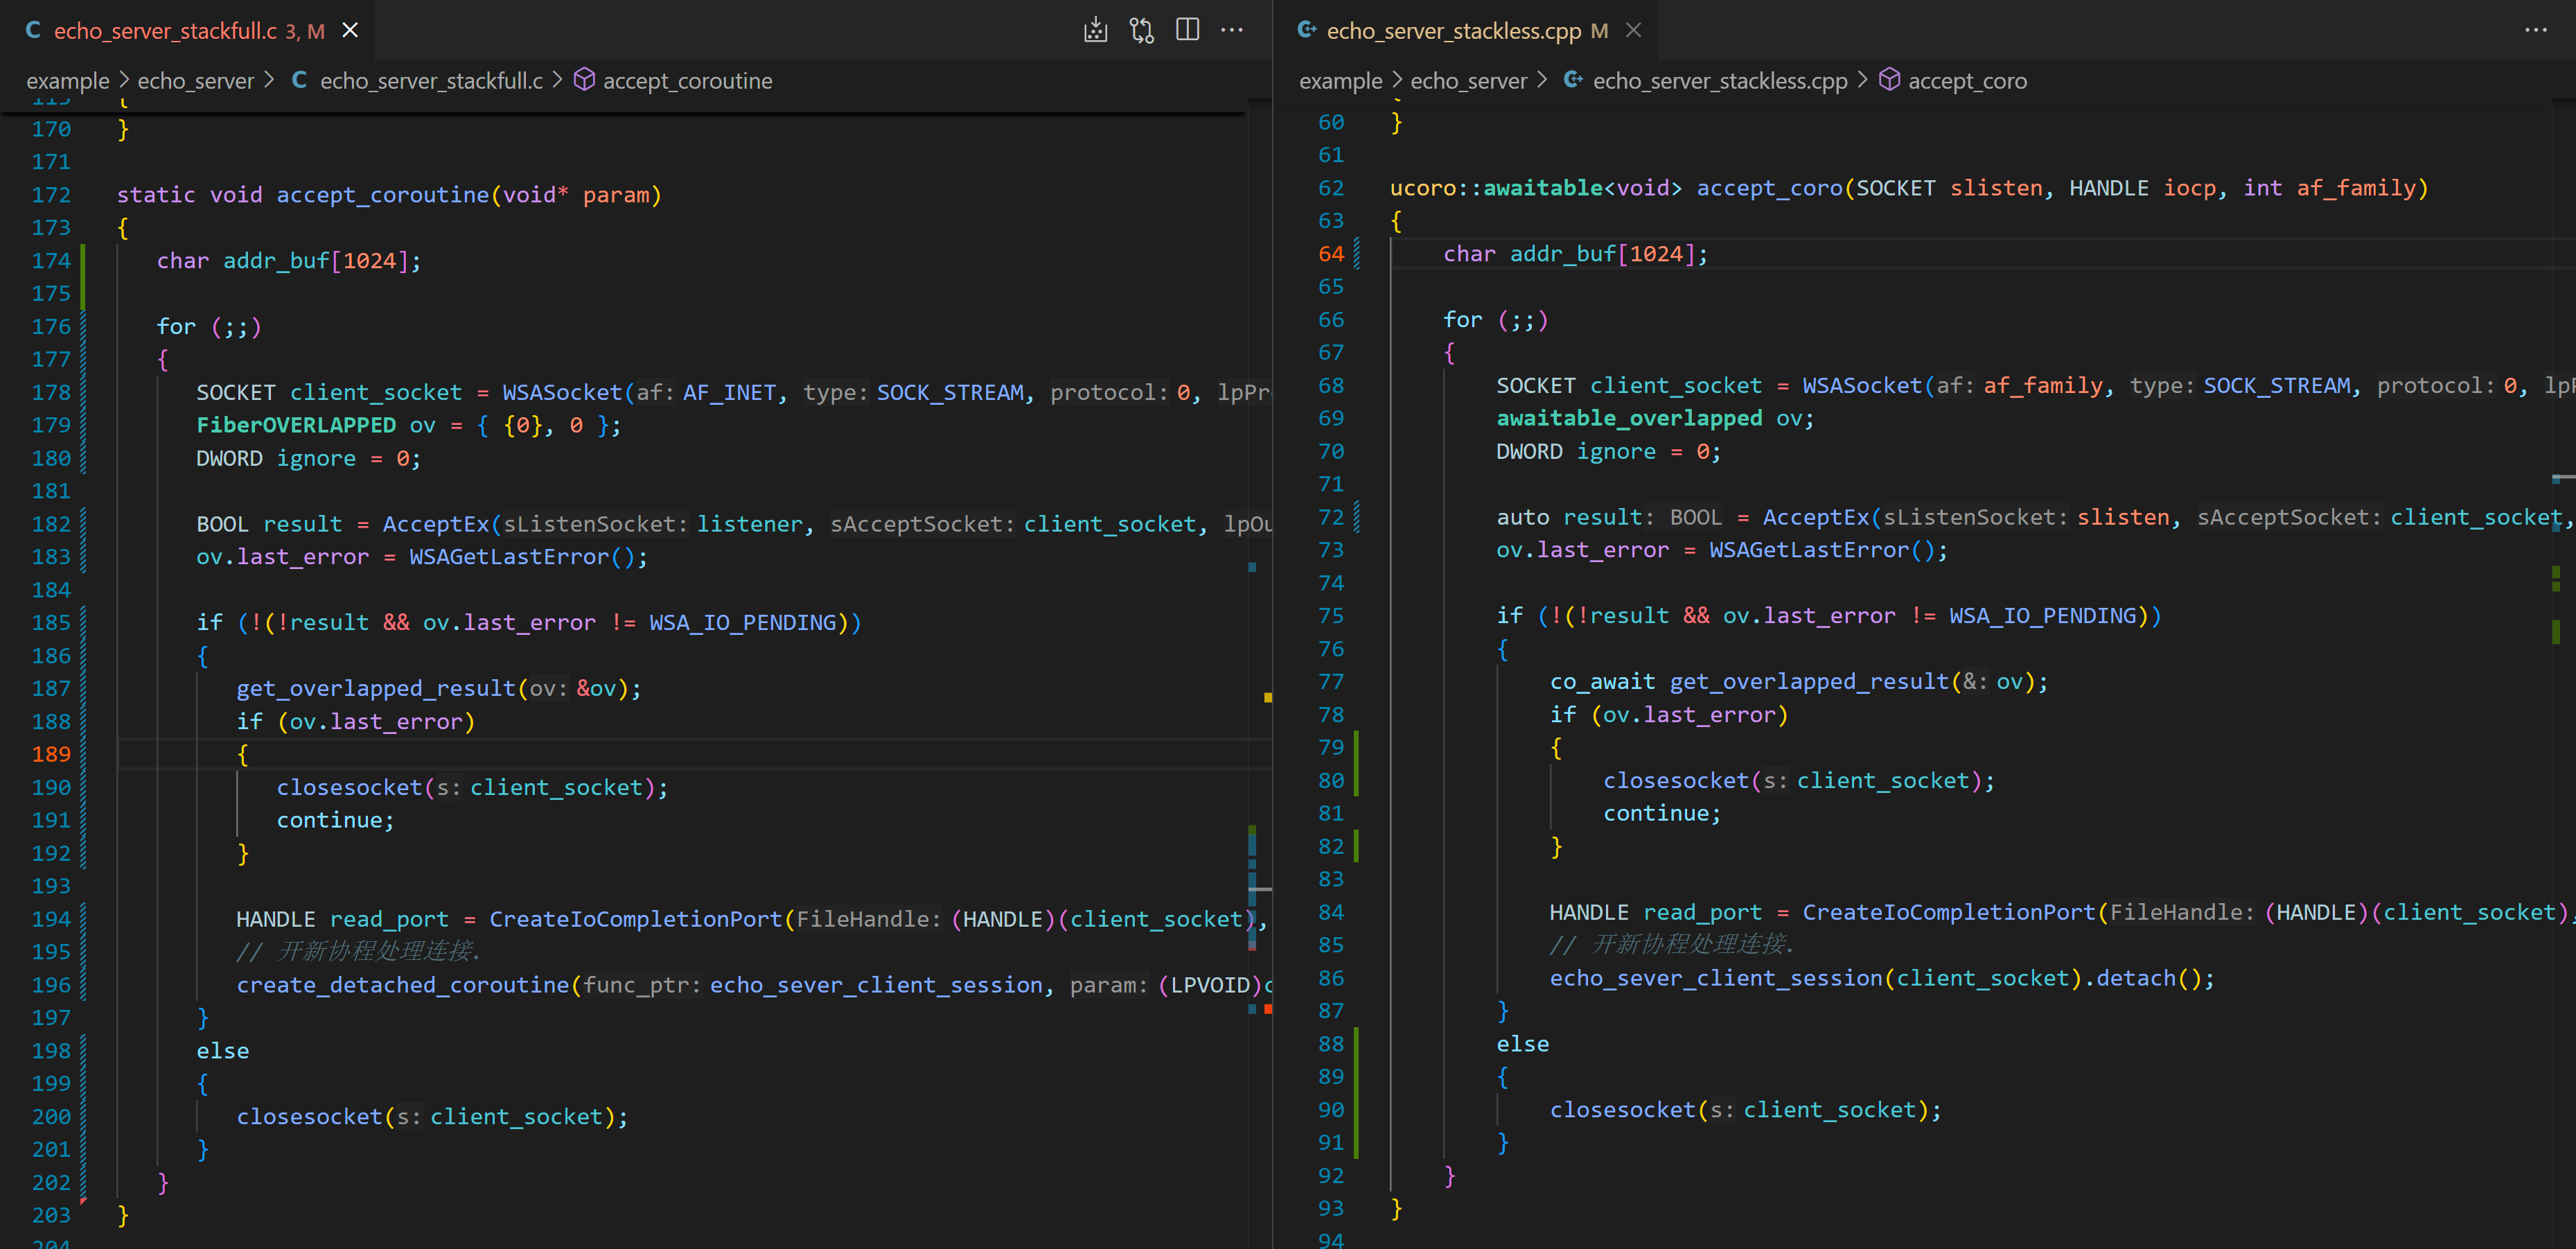 echo_server_stackfull.c 3, M
example > echo_server > echo_server_stackfull.c > accept_coroutine
170 }
171
172 static void accept_coroutine(void* param)
173 {
174 char addr_buf[1024];
175
176 for (;;)
177 {
178 SOCKET client_socket = WSASocket(af: AF_INET, type: SOCK_STREAM, protocol: 0, lpPr
179 FiberOVERLAPPED ov = { {0}, 0 };
180 DWORD ignore = 0;
181
182 BOOL result = AcceptEx(sListenSocket: listener, sAcceptSocket: client_socket, lpOu
183 ov.last_error = WSAGetLastError();
184
185 if (!(!result && ov.last_error != WSA_IO_PENDING))
186 {
187 get_overlapped_result(ov: &ov);
188 if (ov.last_error)
189 {
190 closesocket(s: client_socket);
191 continue;
192 }
193
194 HANDLE read_port = CreateIoCompletionPort(FileHandle: (HANDLE)(client_socket),
195 // 开新协程处理连接.
196 create_detached_coroutine(func_ptr: echo_sever_client_session, param: (LPVOID)c
197 }
198 else
199 {
200 closesocket(s: client_socket);
201 }
202 }
203 }
204
echo_server_stackless.cpp M
example > echo_server > echo_server_stackless.cpp > accept_coro
60 }
61
62 ucoro::awaitable<void> accept_coro(SOCKET slisten, HANDLE iocp, int af_family)
63 {
64 char addr_buf[1024];
65
66 for (;;)
67 {
68 SOCKET client_socket = WSASocket(af: af_family, type: SOCK_STREAM, protocol: 0, lpP
69 awaitable_overlapped ov;
70 DWORD ignore = 0;
71
72 auto result: BOOL = AcceptEx(sListenSocket: slisten, sAcceptSocket: client_socket,
73 ov.last_error = WSAGetLastError();
74
75 if (!(!result && ov.last_error != WSA_IO_PENDING))
76 {
77 co_await get_overlapped_result(&: ov);
78 if (ov.last_error)
79 {
80 closesocket(s: client_socket);
81 continue;
82 }
83
84 HANDLE read_port = CreateIoCompletionPort(FileHandle: (HANDLE)(client_socket),
85 // 开新协程处理连接.
86 echo_sever_client_session(client_socket).detach();
87 }
88 else
89 {
90 closesocket(s: client_socket);
91 }
92 }
93 }
94